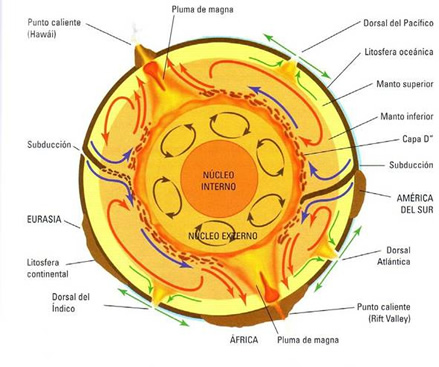 Pluma de magna
Punto caliente
(Hawái)
Dorsal del Pacífico
Litosfera oceánica
Manto superior
Manto inferior
Capa D"
Subducción
Subducción
NÚCLEO
INTERNO
AMÉRICA
DEL SUR
EURASIA
NÚCLEO EXTERNO
Dorsal
Atlántica
Litosfera
continental
Dorsal del
Índico
Punto caliente
(Rift Valley)
ÁFRICA
Pluma de magna